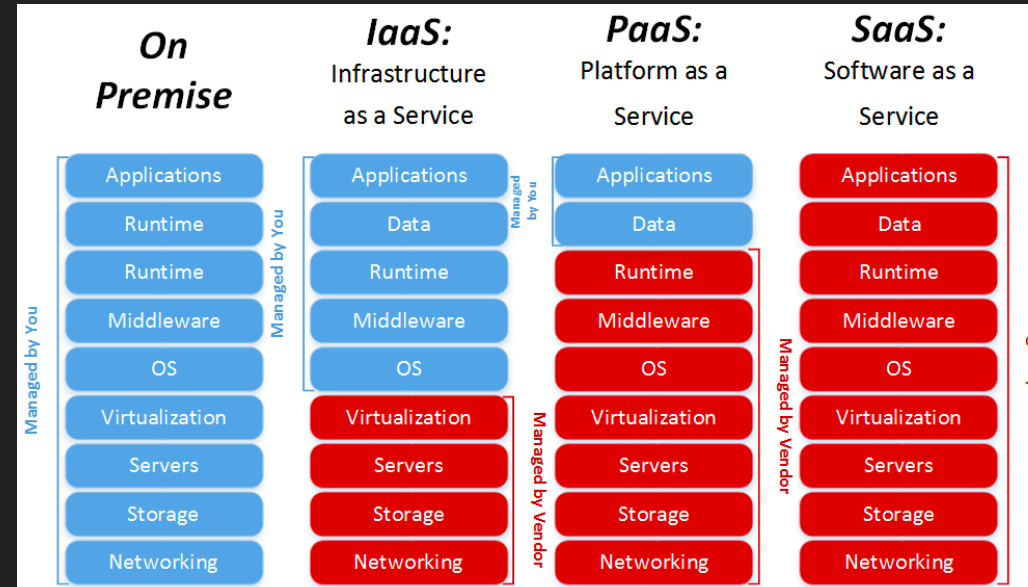 On
Premise
Managed by You
Applications
Runtime
Runtime
Middleware
OS
Virtualization
Servers
Storage
Networking
IaaS:
Infrastructure
as a Service
Managed by You
Applications
Data
Runtime
Middleware
OS
Virtualization
Servers
Storage
Networking
Managed by Vendor
PaaS:
Platform as a
Service
Managed
by You
Applications
Data
Runtime
Middleware
OS
Virtualization
Servers
Storage
Networking
Managed by Vendor
SaaS:
Software as a
Service
Applications
Data
Runtime
Middleware
OS
Virtualization
Servers
Storage
Networking